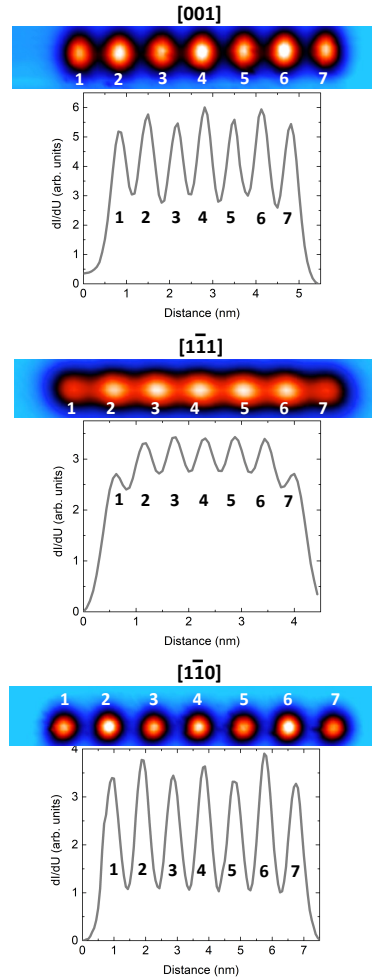 [001]
1 2 3 4 5 6 7
6
5
4
3
2
1
0
dI/dU (arb. units)
1 2 3 4 5 6 7
0 1 2 3 4 5
Distance (nm)
[11̅1]
1 2 3 4 5 6 7
3
2
1
0
dI/dU (arb. units)
1 2 3 4 5 6 7
0 1 2 3 4
Distance (nm)
[11̅0]
1 2 3 4 5 6 7
4
3
2
1
0
dI/dU (arb. units)
1 2 3 4 5 6 7
0 1 2 3 4 5 6 7
Distance (nm)